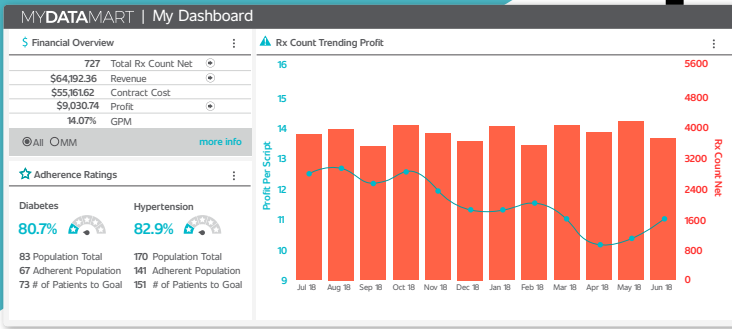 MYDATAMART | My Dashboard
$ Financial Overview
727 Total Rx Count Net
$64,192.36 Revenue
$55,161.62 Contract Cost
$9,030.74 Profit
14.07% GPM
All MM more info
Adherence Ratings
Diabetes Hypertension
80.7% 82.9%
83 Population Total 170 Population Total
67 Adherent Population 141 Adherent Population
73 # of Patients to Goal 151 # of Patients to Goal
Rx Count Trending Profit
Profit Per Script
16
15
14
13
12
11
10
9
5600
4800
4000
3200
2400
1600
800
0
Rx Count Net
Jul 18 Aug 18 Sep 18 Oct 18 Nov 18 Dec 18 Jan 18 Feb 18 Mar 18 Apr 18 May 18 Jun 18